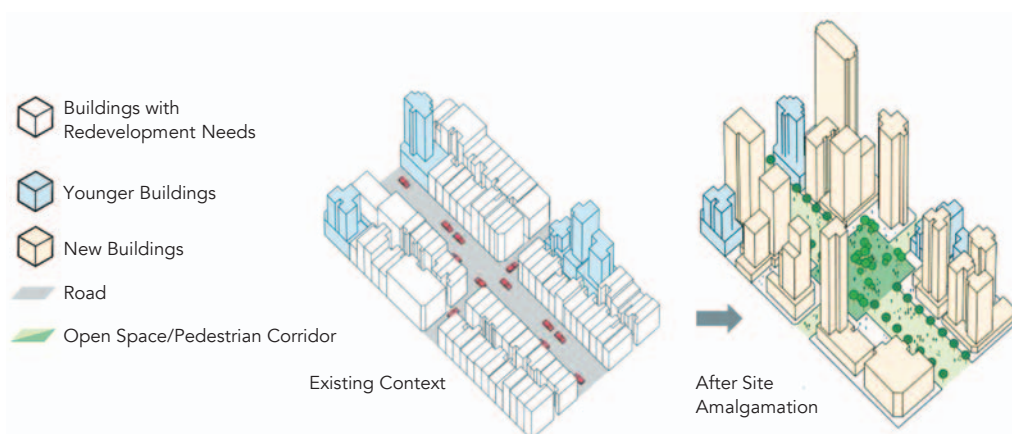 Buildings with
Redevelopment Needs
Younger Buildings
New Buildings
Road
Open Space/Pedestrian Corridor
Existing Context
After Site
Amalgamation